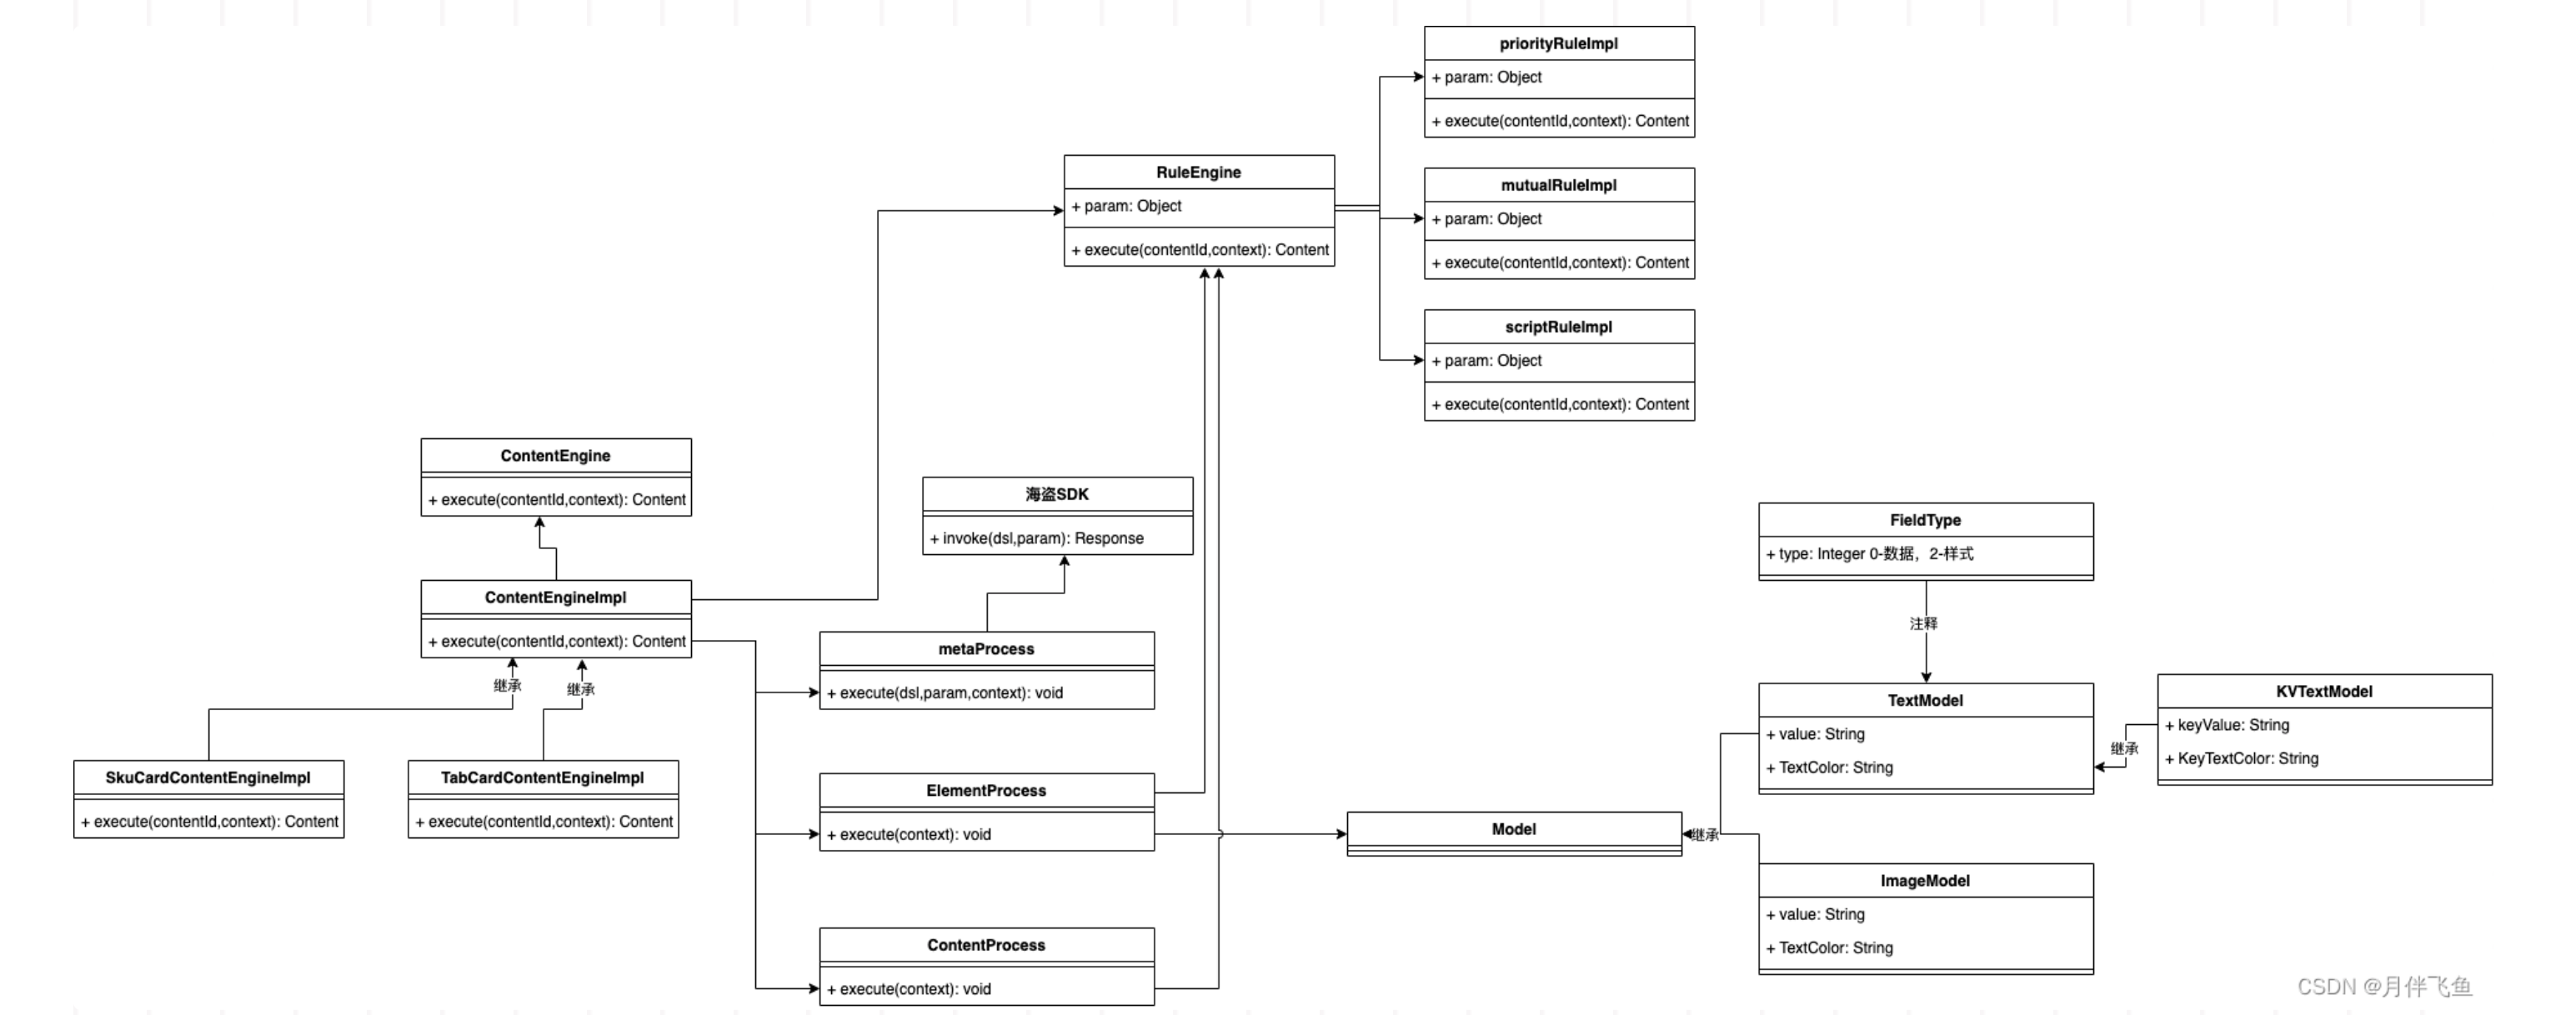 priorityRuleImpl
+ param: Object
+ execute(contentId,context): Content
RuleEngine
+ param: Object
+ execute(contentId,context): Content
mutualRuleImpl
+ param: Object
+ execute(contentId,context): Content
scriptRuleImpl
+ param: Object
+ execute(contentId,context): Content
ContentEngine
+ execute(contentId,context): Content
海盗SDK
+ invoke(dsl,param): Response
FieldType
+ type: Integer 0-数据，2-样式
注释
ContentEngineImpl
+ execute(contentId,context): Content
继承
继承
metaProcess
+ execute(dsl,param,context): void
TextModel
+ value: String
+ TextColor: String
继承
KVTextModel
+ keyValue: String
+ KeyTextColor: String
SkuCardContentEngineImpl
+ execute(contentId,context): Content
TabCardContentEngineImpl
+ execute(contentId,context): Content
ElementProcess
+ execute(context): void
Model
继承
ImageModel
+ value: String
+ TextColor: String
ContentProcess
+ execute(context): void
CSDN @月伴飞鱼